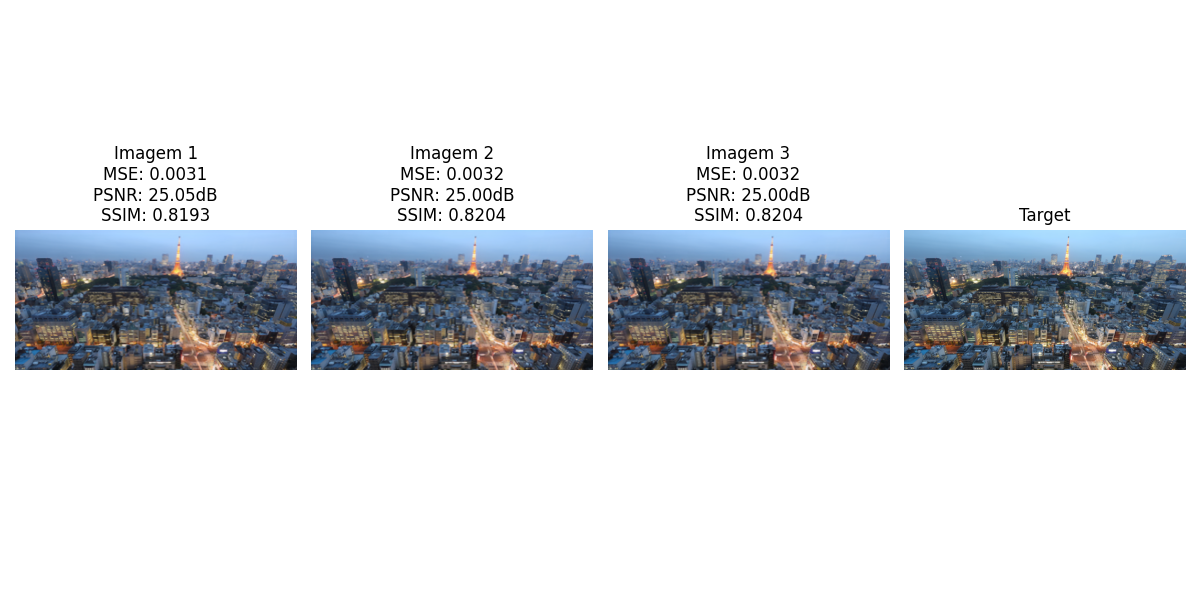 Imagem 1
MSE: 0.0031
PSNR: 25.05dB
SSIM: 0.8193
Imagem 2
MSE: 0.0032
PSNR: 25.00dB
SSIM: 0.8204
Imagem 3
MSE: 0.0032
PSNR: 25.00dB
SSIM: 0.8204
Target